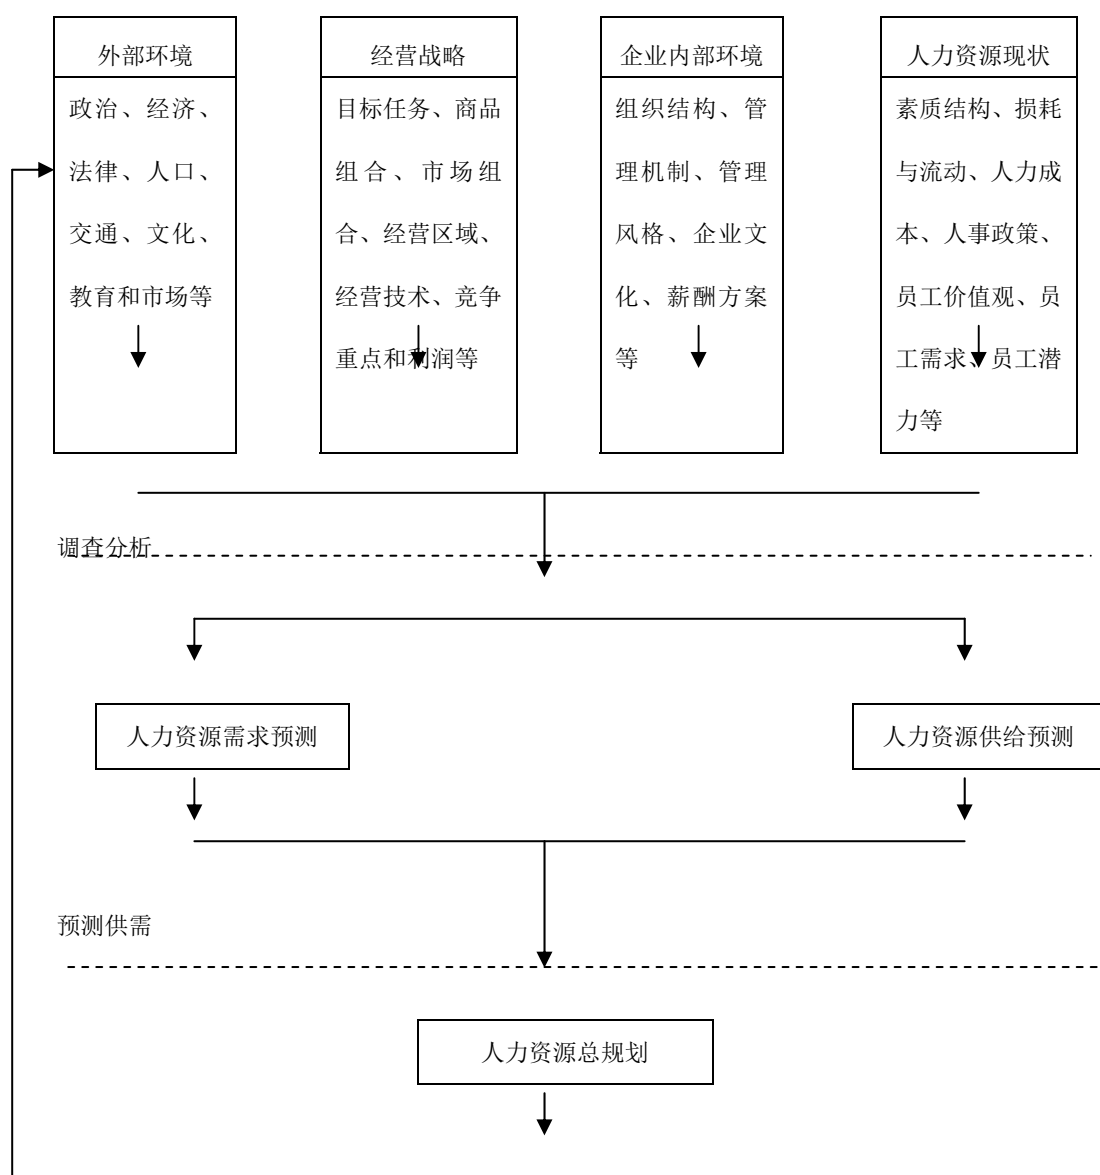 外部环境
政治、经济、
法律、人口、
交通、文化、
教育和市场等
经营战略
目标任务、商品
组合、市场组
合、经营区域、
经营技术、竞争
重点和利润等
企业内部环境
组织结构、管
理机制、管理
风格、企业文
化、薪酬方案
等
人力资源现状
素质结构、损耗
与流动、人力成
本、人事政策、
员工价值观、员
工需求、员工潜
力等
调查分析
人力资源需求预测
人力资源供给预测
预测供需
人力资源总规划